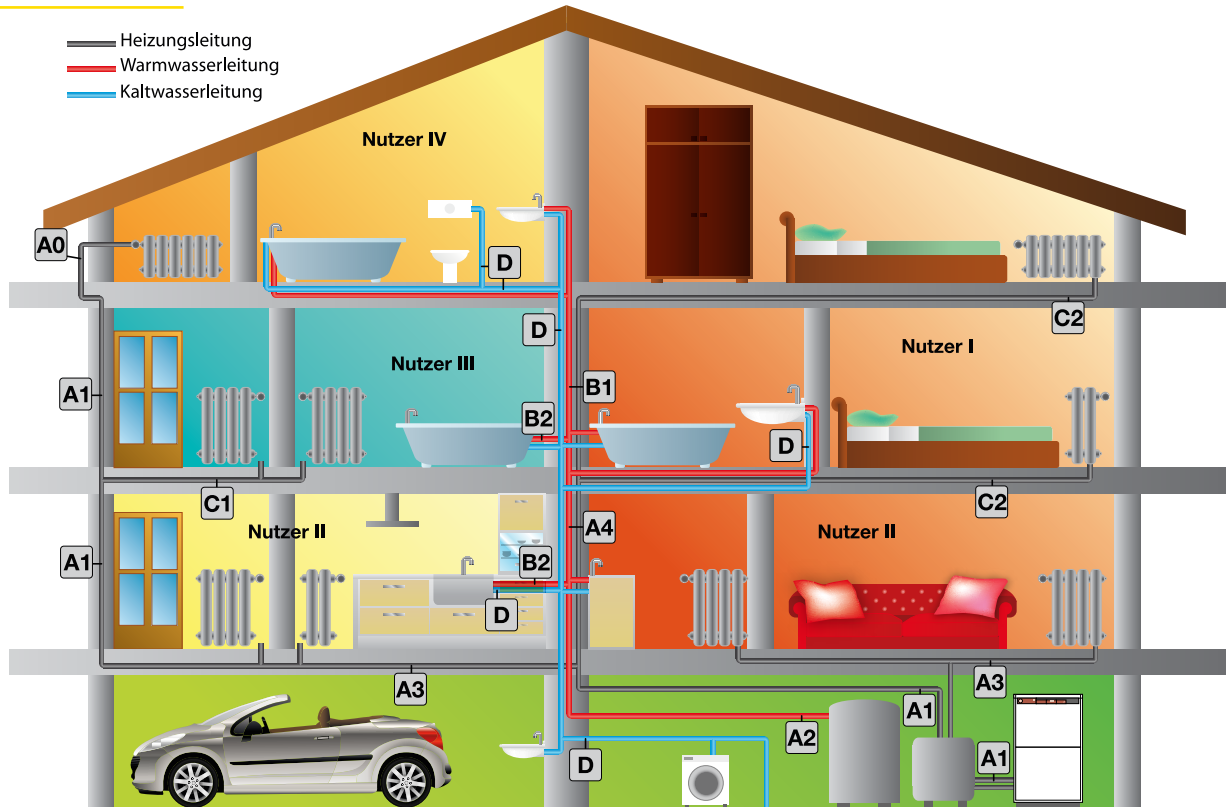 Heizungsleitung
Warmwasserleitung
Kaltwasserleitung
Nutzer IV
A0
D
C2
D
Nutzer I
Nutzer III
A1
B1
B2
D
C1
C2
Nutzer II
A4
Nutzer II
A1
B2
D
A3
A3
A1
A2
D
A1